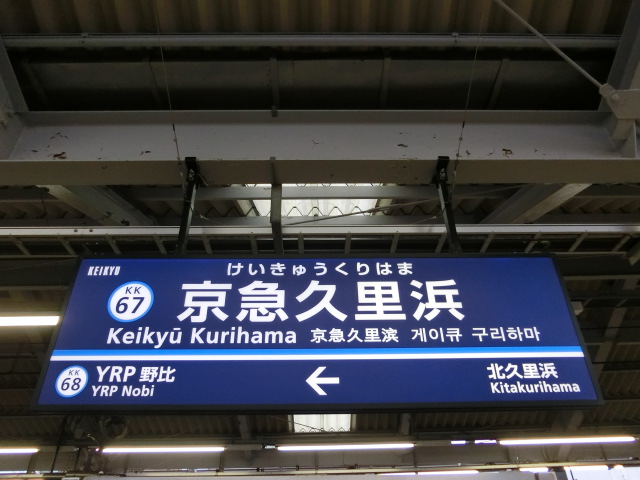 KEIKYU
けいきゅうくりはま
KK
67
京急久里浜
Keikyū Kurihama 京急久里滨 게이큐 구리하마
KK
68
YRP 野比
YRP Nobi
←
北久里浜
Kitakurihama